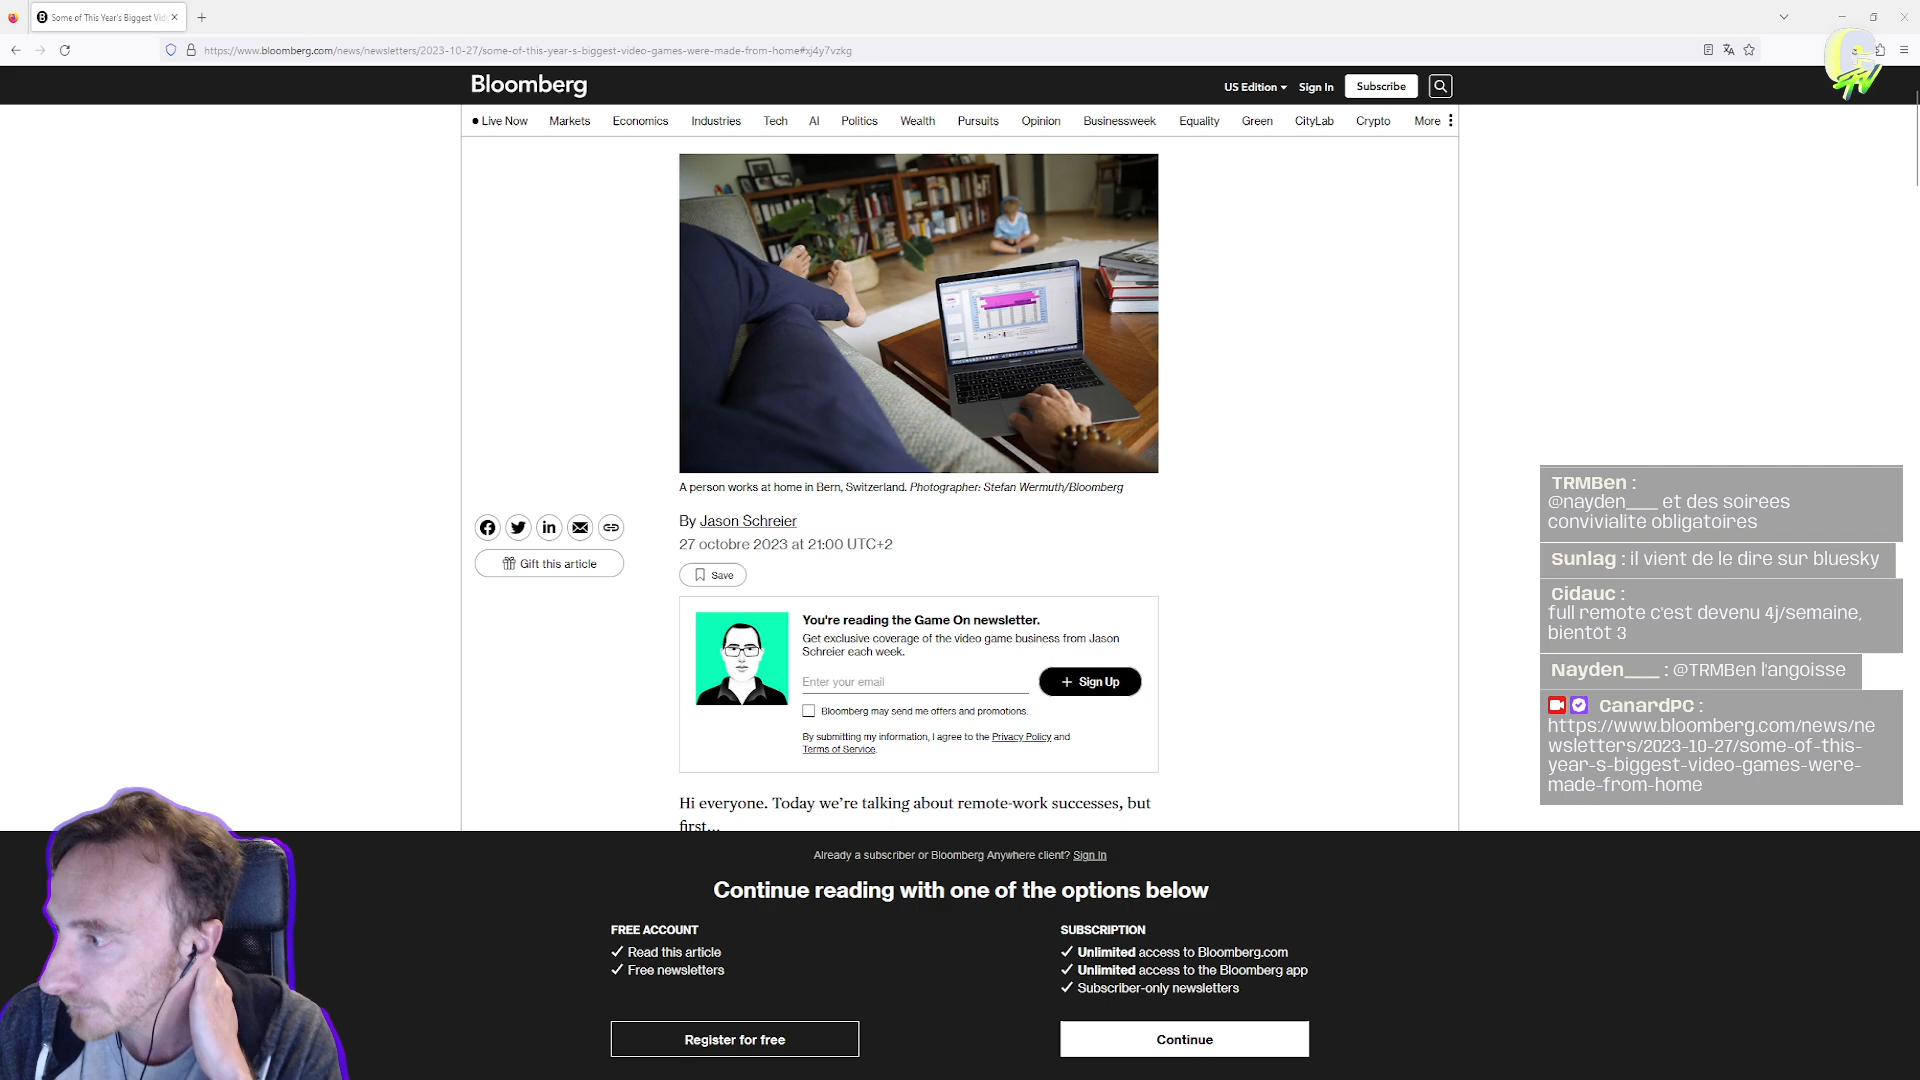 Some of This Year's Biggest Vid
https://www.bloomberg.com/news/newsletters/2023-10-27/some-of-this-year-s-biggest-video-games-were-made-from-home#xj4y7vzkg
Bloomberg
US Edition
Sign In
Subscribe
Live Now
Markets
Economics
Industries
Tech
AI
Politics
Wealth
Pursuits
Opinion
Businessweek
Equality
Green
CityLab
Crypto
More
A person works at home in Bern, Switzerland. Photographer: Stefan Wermuth/Bloomberg
By Jason Schreier
27 octobre 2023 at 21:00 UTC+2
Gift this article
Save
You're reading the Game On newsletter.
Get exclusive coverage of the video game business from Jason
Schreier each week.
Enter your email
+ Sign Up
Bloomberg may send me offers and promotions.
By submitting my information, I agree to the Privacy Policy and
Terms of Service.
Hi everyone. Today we're talking about remote-work successes, but
first...
TRMBen :
@nayden___ et des soirées
convivialité obligatoires
Sunlag : il vient de le dire sur bluesky
Cidauc :
full remote c'est devenu 4j/semaine,
bientôt 3
Nayden___ : @TRMBen l'angoisse
CanardPC :
https://www.bloomberg.com/news/ne
wsletters/2023-10-27/some-of-this-
year-s-biggest-video-games-were-
made-from-home
Already a subscriber or Bloomberg Anywhere client? Sign In
Continue reading with one of the options below
FREE ACCOUNT
Read this article
Free newsletters
Register for free
SUBSCRIPTION
Unlimited access to Bloomberg.com
Unlimited access to the Bloomberg app
Subscriber-only newsletters
Continue